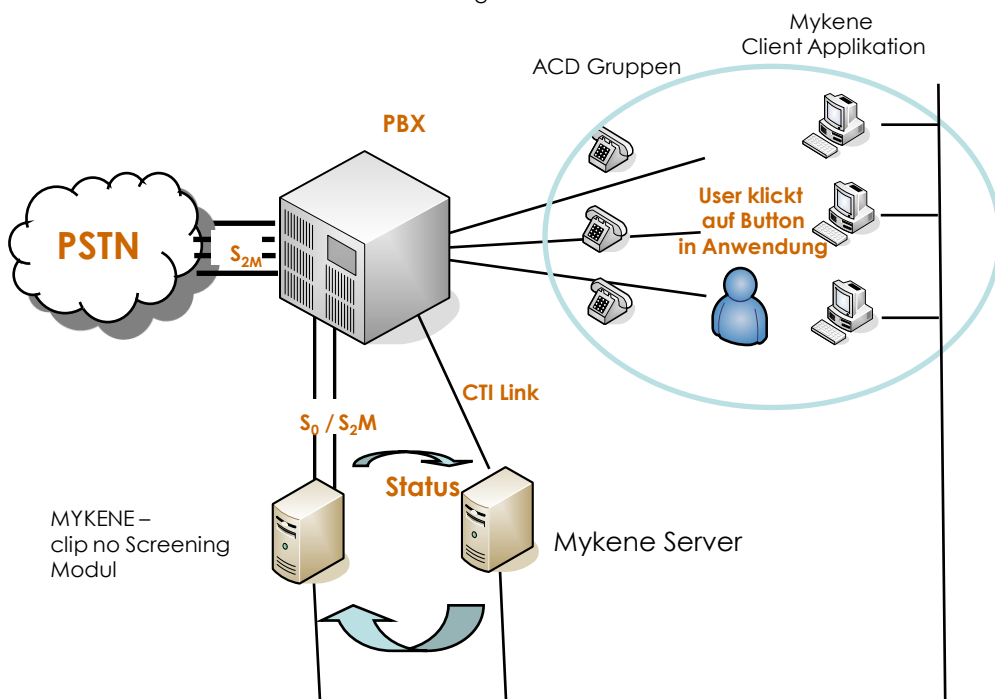 Mykene
Client Applikation
ACD Gruppen
PBX
PSTN
S2M
User klickt
auf Button
in Anwendung
CTI Link
S0 / S2M
Status
MYKENE –
clip no Screening
Modul
Mykene Server